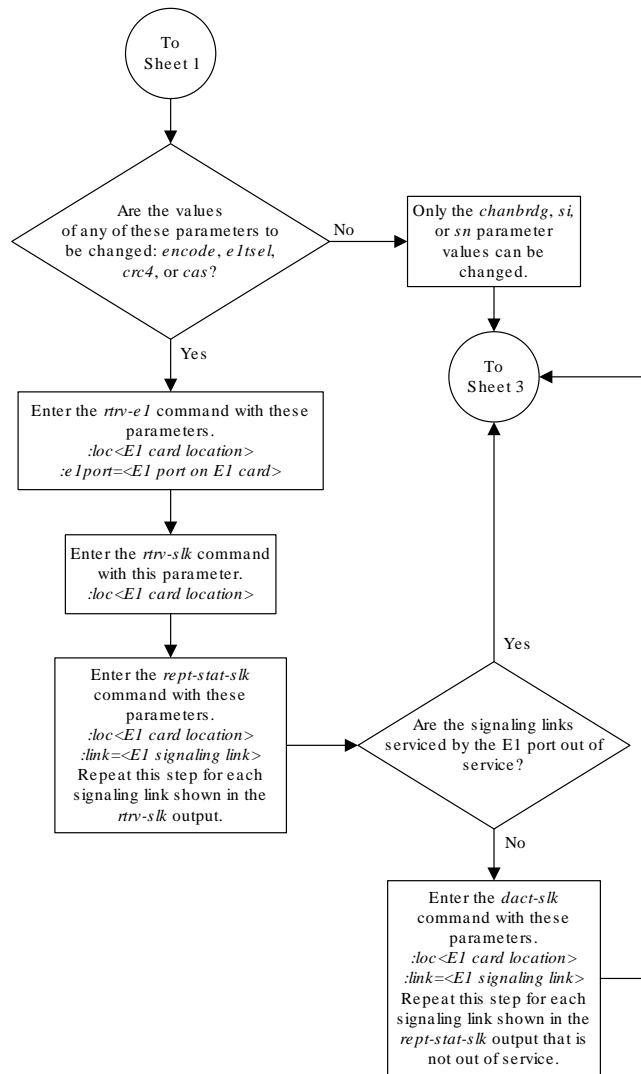 To
Sheet 1
Are the values
of any of these parameters to
be changed: encode, e1tsel,
crc4, or cas?
No
Only the chanbrdg, si,
or sn parameter
values can be
changed.
Yes
To
Sheet 3
Enter the rtrv-e1 command with these
parameters.
:loc<E1 card location>
:e1port=<E1 port on E1 card>
Enter the rtrv-slk command
with this parameter.
:loc<E1 card location>
Enter the rept-stat-slk
command with these
parameters.
:loc<E1 card location>
:link=<E1 signaling link>
Repeat this step for each
signaling link shown in the
rtrv-slk output.
Yes
Are the signaling links
serviced by the E1 port out of
service?
No
Enter the dact-slk
command with these
parameters.
:loc<E1 card location>
:link=<E1 signaling link>
Repeat this step for each
signaling link shown in the
rept-stat-slk output that is
not out of service.